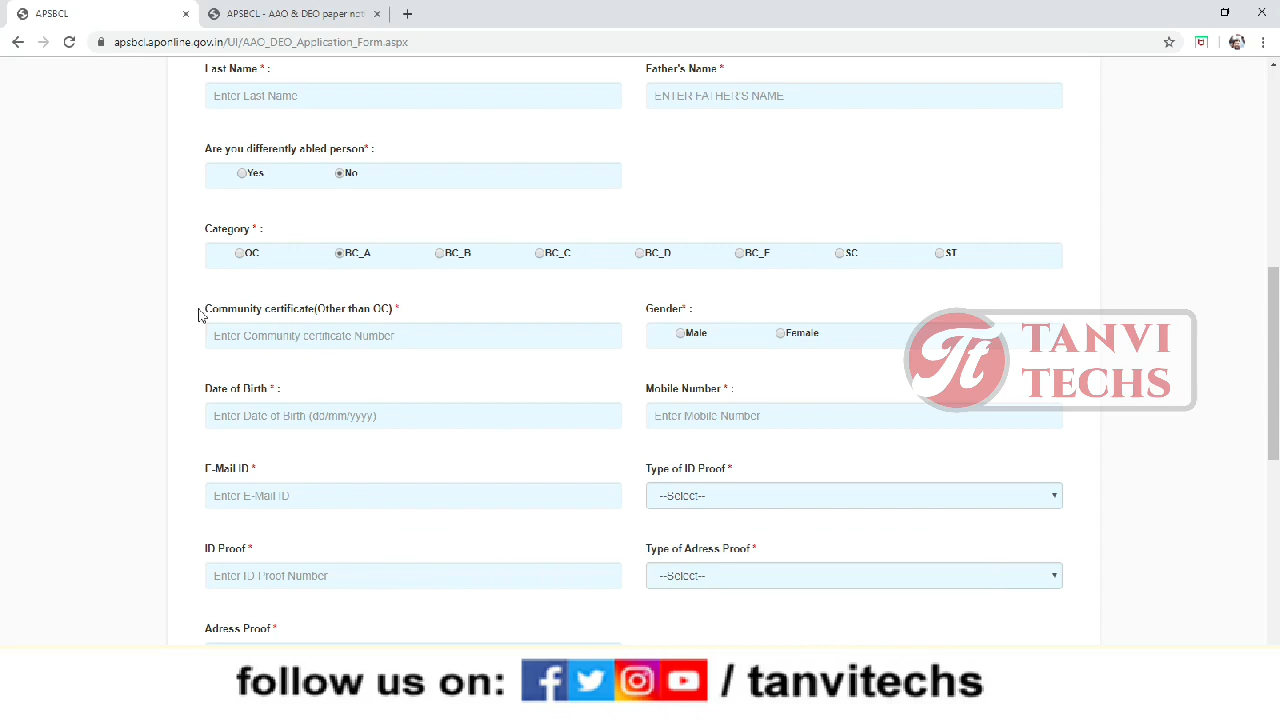 APSBCL
APSBCL - AAO & DEO paper noti
apsbcl.aponline.gov.in/UI/AAO_DEO_Application_Form.aspx
Last Name * :
Father's Name *
Enter Last Name
ENTER FATHER'S NAME
Are you differently abled person* :
Yes No
Category * :
OC BC_A BC_B BC_C BC_D BC_E SC ST
Community certificate(Other than OC) *
Gender* :
Enter Community certificate Number
Male Female
TANVI
TECHS
Date of Birth * :
Mobile Number * :
Enter Date of Birth (dd/mm/yyyy)
Enter Mobile Number
E-Mail ID *
Type of ID Proof *
Enter E-Mail ID
--Select--
ID Proof *
Type of Adress Proof *
Enter ID Proof Number
--Select--
Adress Proof *
follow us on: / tanvitechs